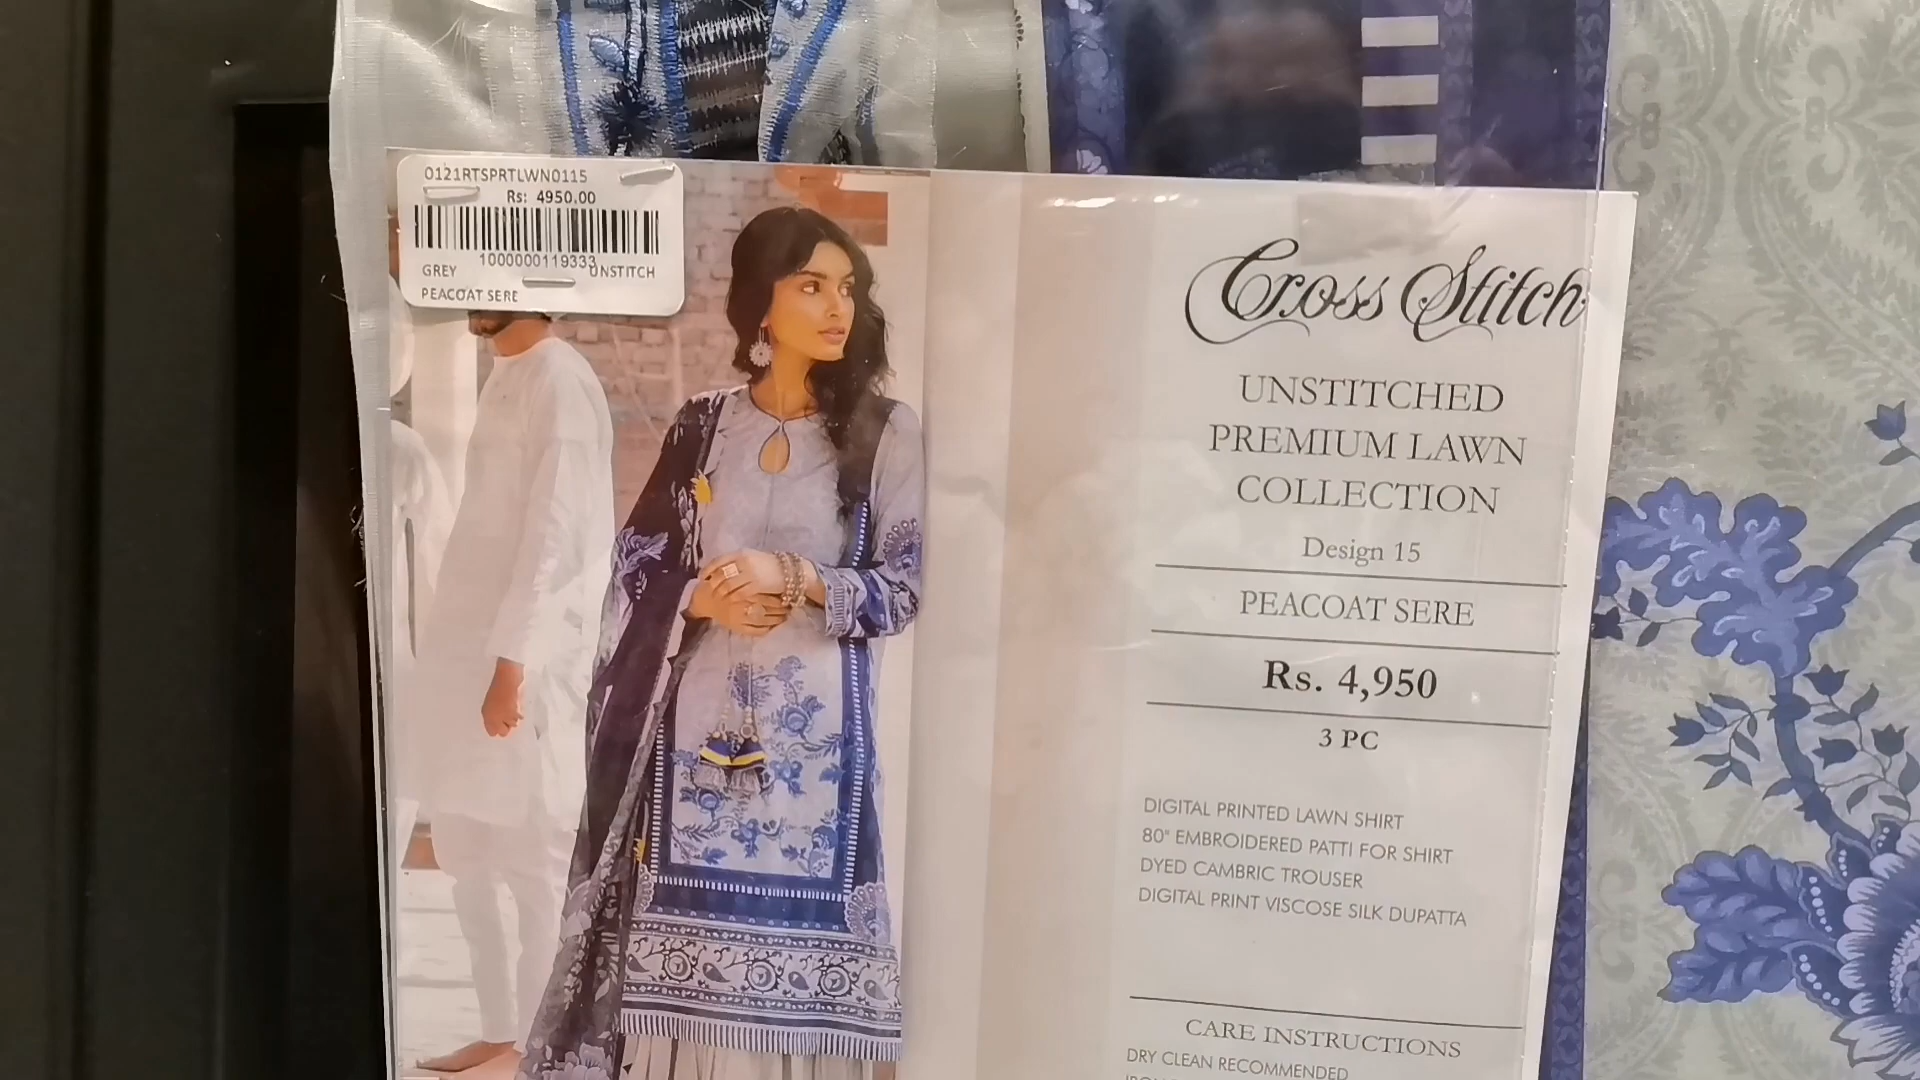 0121RTSPRTLWN0115
Rs: 4950.00
1000000119333
GREY UNSTITCH
PEACOAT SERE
Cross Stitch
UNSTITCHED
PREMIUM LAWN
COLLECTION
Design 15
PEACOAT SERE
Rs. 4,950
3 PC
DIGITAL PRINTED LAWN SHIRT
80" EMBROIDERED PATTI FOR SHIRT
DYED CAMBRIC TROUSER
DIGITAL PRINT VISCOSE SILK DUPATTA
CARE INSTRUCTIONS
DRY CLEAN RECOMMENDED